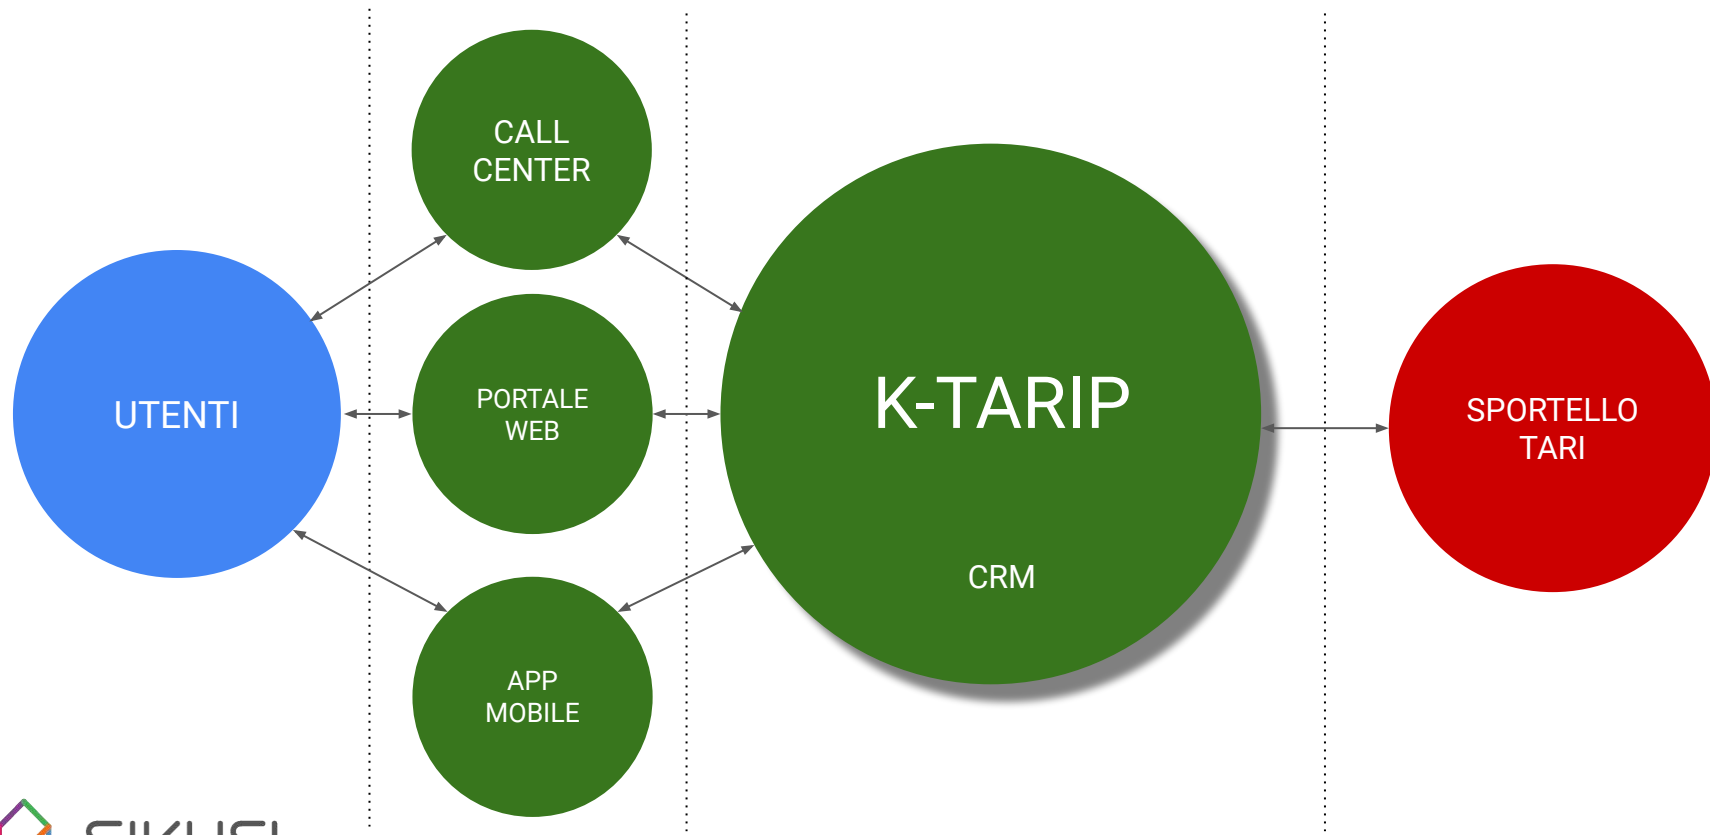 CALL
CENTER
UTENTI
PORTALE
WEB
K-TARIP
SPORTELLO
TARI
CRM
APP
MOBILE